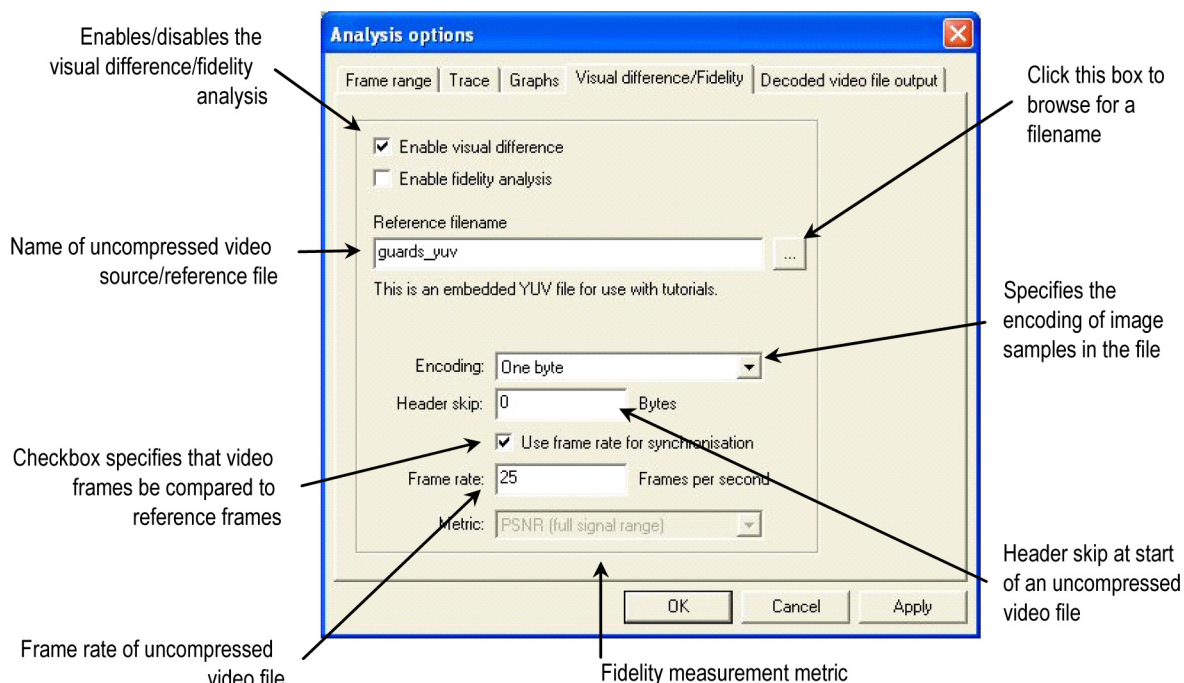 Enables/disables the
visual difference/fidelity
analysis
Analysis options
Frame range
Trace
Graphs
Visual difference/Fidelity
Decoded video file output
Click this box to
browse for a
filename
Enable visual difference
Enable fidelity analysis
Reference filename
Name of uncompressed video
source/reference file
guards_yuv
...
This is an embedded YUV file for use with tutorials.
Specifies the
encoding of image
samples in the file
Encoding: One byte
Header skip: 0 Bytes
Use frame rate for synchronisation
Checkbox specifies that video
frames be compared to
reference frames
Frame rate: 25 Frames per second
Metric: PSNR (full signal range)
Header skip at start
of an uncompressed
video file
OK
Cancel
Apply
Frame rate of uncompressed
video file
Fidelity measurement metric